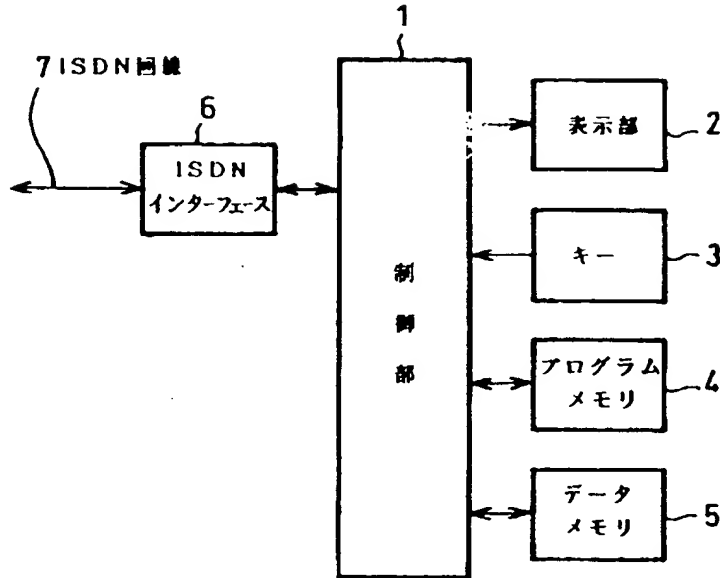 1
7 ISDN回線
6
ISDN
インターフェース
制
御
部
表示部
2
キー
3
プログラム
メモリ
4
データ
メモリ
5